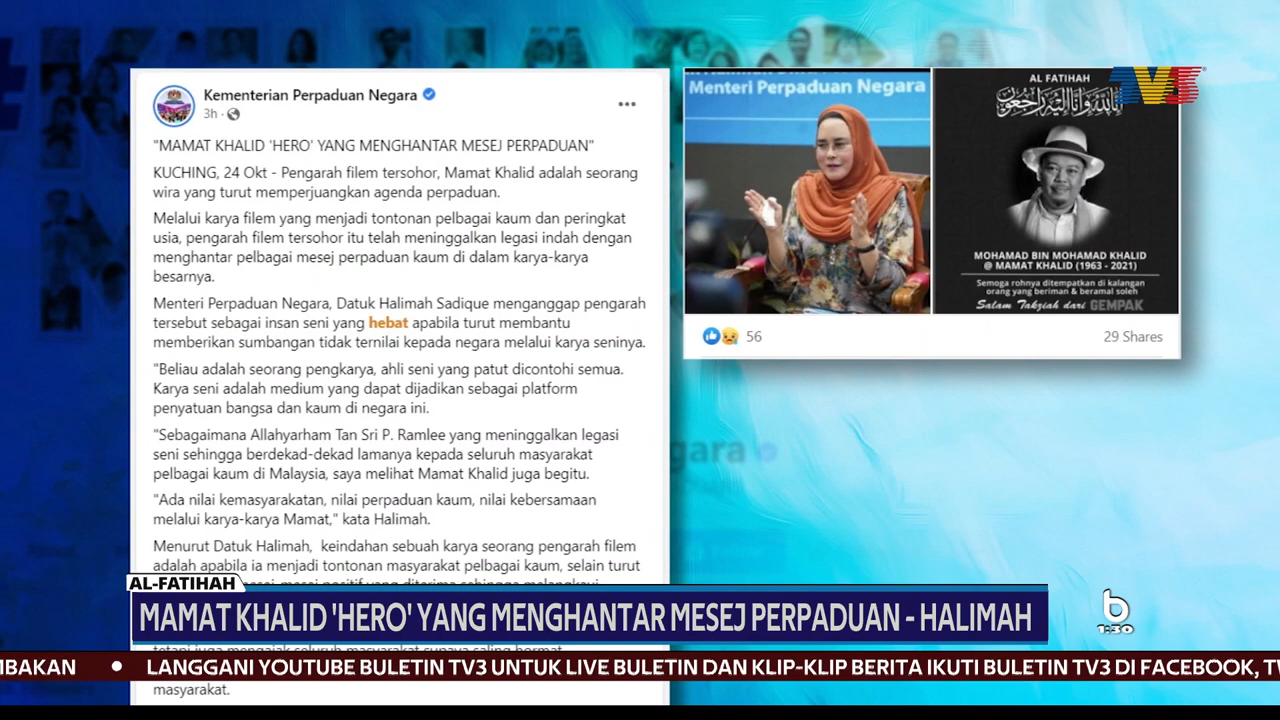 Kementerian Perpaduan Negara
3h
"MAMAT KHALID 'HERO' YANG MENGHANTAR MESEJ PERPADUAN"
KUCHING, 24 Okt - Pengarah filem tersohor, Mamat Khalid adalah seorang
wira yang turut memperjuangkan agenda perpaduan.
Melalui karya filem yang menjadi tontonan pelbagai kaum dan peringkat
usia, pengarah filem tersohor itu telah meninggalkan legasi indah dengan
menghantar pelbagai mesej perpaduan kaum di dalam karya-karya
besarnya.
Menteri Perpaduan Negara, Datuk Halimah Sadique menganggap pengarah
tersebut sebagai insan seni yang hebat apabila turut membantu
memberikan sumbangan tidak ternilai kepada negara melalui karya seninya.
"Beliau adalah seorang pengkarya, ahli seni yang patut dicontohi semua.
Karya seni adalah medium yang dapat dijadikan sebagai platform
penyatuan bangsa dan kaum di negara ini.
"Sebagaimana Allahyarham Tan Sri P. Ramlee yang meninggalkan legasi
seni sehingga berdekad-dekad lamanya kepada seluruh masyarakat
pelbagai kaum di Malaysia, saya melihat Mamat Khalid juga begitu.
"Ada nilai kemasyarakatan, nilai perpaduan kaum, nilai kebersamaan
melalui karya-karya Mamat," kata Halimah.
Menurut Datuk Halimah, keindahan sebuah karya seorang pengarah filem
adalah apabila ia menjadi tontonan masyarakat pelbagai kaum, selain turut
masyarakat.
Menteri Perpaduan Negara
AL FATIHAH
إنا لله وإنا إليه راجعون
MOHAMAD BIN MOHAMAD KHALID
@ MAMAT KHALID (1963 - 2021)
Semoga rohnya ditempatkan di kalangan
orang yang beriman & beramal soleh
Salam Takziah dari GEMPAK
TV3
56
29 Shares
gara
AL-FATIHAH
MAMAT KHALID 'HERO' YANG MENGHANTAR MESEJ PERPADUAN - HALIMAH
b
1:30
MBAKAN • LANGGANI YOUTUBE BULETIN TV3 UNTUK LIVE BULETIN DAN KLIP-KLIP BERITA IKUTI BULETIN TV3 DI FACEBOOK, TW